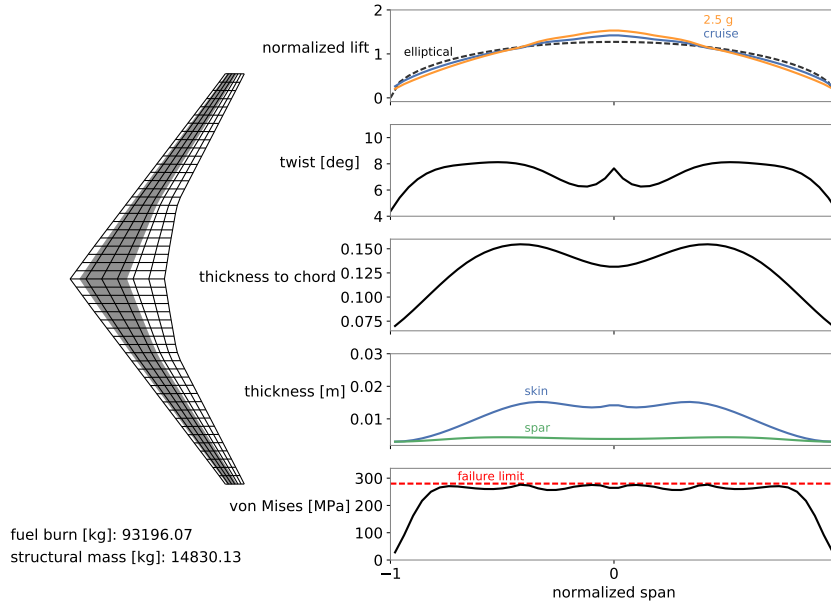 2
2.5 g
normalized lift
cruise
elliptical
1
0
10
twist [deg]
8
6
4
0.150
thickness to chord
0.125
0.100
0.075
0.03
0.02
thickness [m]
skin
0.01
spar
300
failure limit
von Mises [MPa]
200
100
0
−1
0
normalized span
fuel burn [kg]: 93196.07
structural mass [kg]: 14830.13